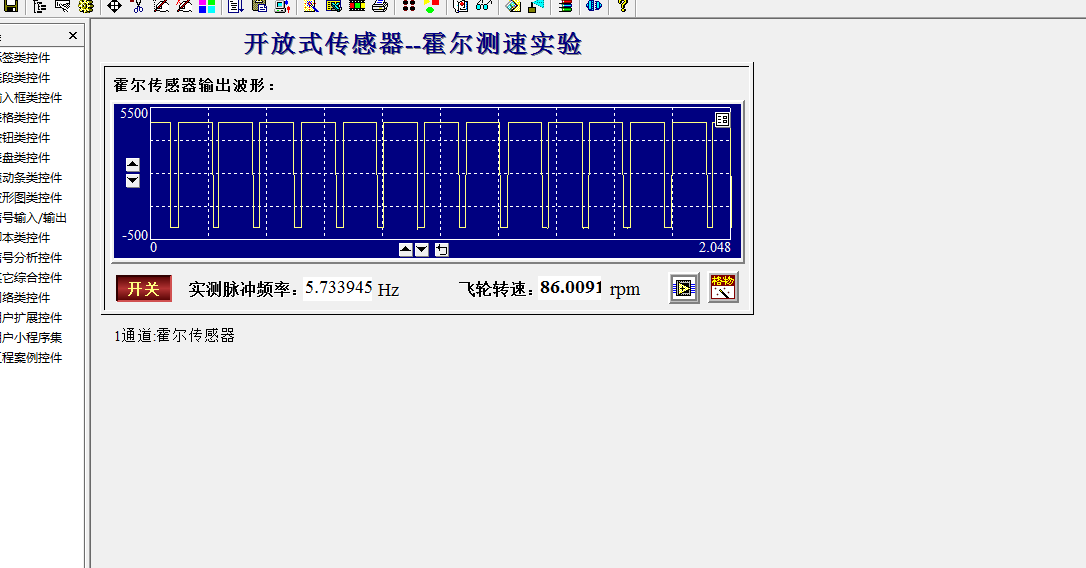 开放式传感器--霍尔测速实验
签类控件
段类控件
入框类控件
格类控件
钮类控件
盘类控件
动条类控件
形图类控件
号输入/输出
本类控件
号分析控件
它综合控件
络类控件
户扩展控件
户小程序集
程案例控件
霍尔传感器输出波形：
5500
-500
0
2.048
开关 实测脉冲频率：5.733945 Hz 飞轮转速：86.0091 rpm
1通道:霍尔传感器